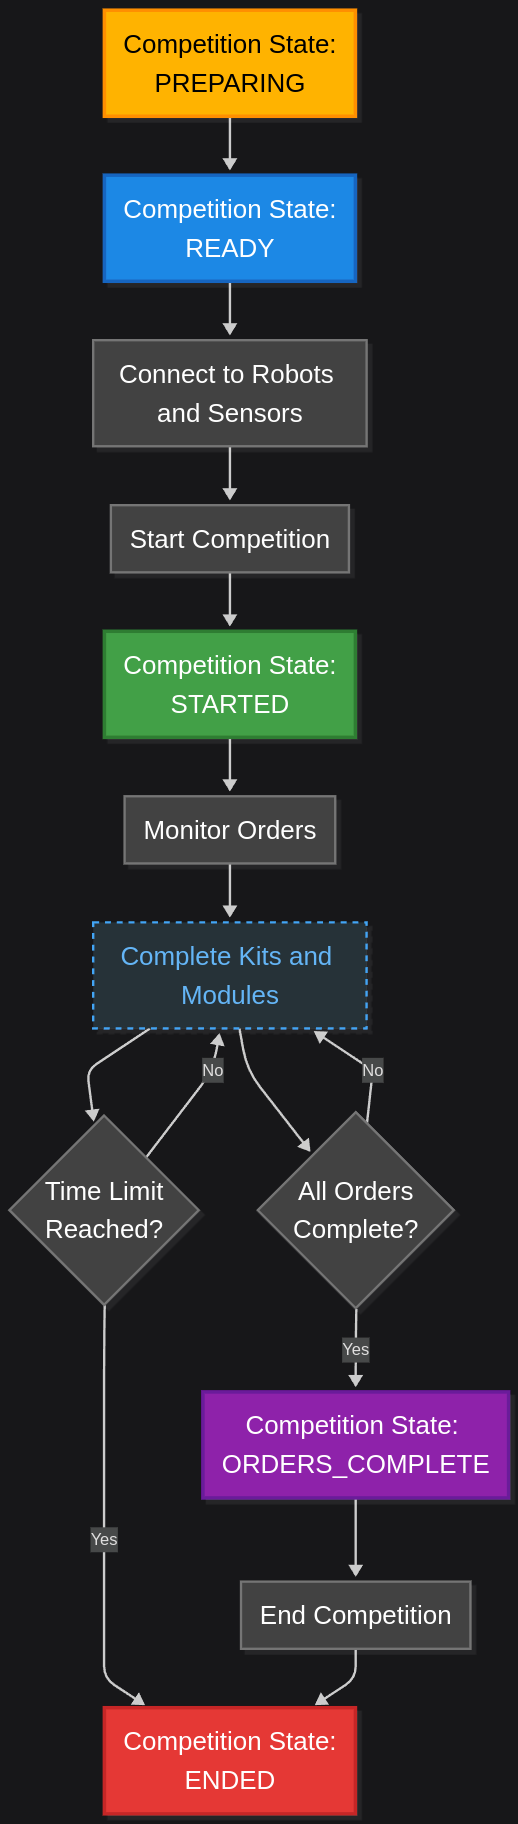 Competition State:
PREPARING
Competition State:
READY
Connect to Robots
and Sensors
Start Competition
Competition State:
STARTED
Monitor Orders
Complete Kits and
Modules
No
No
Time Limit
Reached?
All Orders
Complete?
Yes
Competition State:
ORDERS_COMPLETE
Yes
End Competition
Competition State:
ENDED